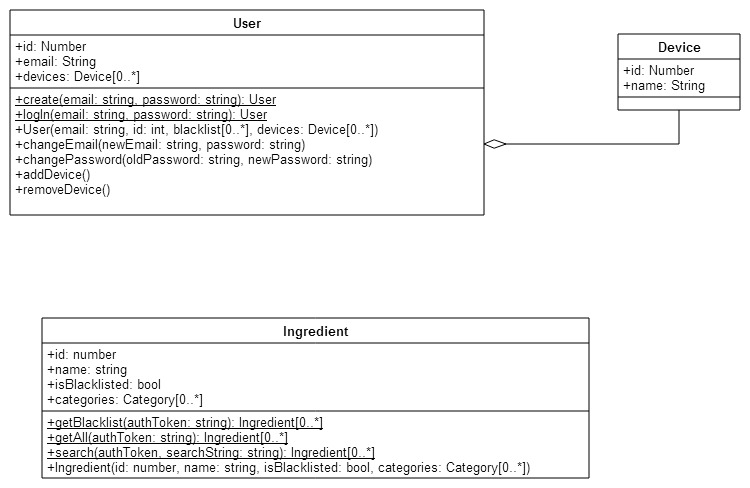 User
+id: Number
+email: String
+devices: Device[0..*]
+create(email: string, password: string): User
+logIn(email: string, password: string): User
+User(email: string, id: int, blacklist[0..*], devices: Device[0..*])
+changeEmail(newEmail: string, password: string)
+changePassword(oldPassword: string, newPassword: string)
+addDevice()
+removeDevice()
Device
+id: Number
+name: String
Ingredient
+id: number
+name: string
+isBlacklisted: bool
+categories: Category[0..*]
+getBlacklist(authToken: string): Ingredient[0..*]
+getAll(authToken: string): Ingredient[0..*]
+search(authToken, searchString: string): Ingredient[0..*]
+Ingredient(id: number, name: string, isBlacklisted: bool, categories: Category[0..*])